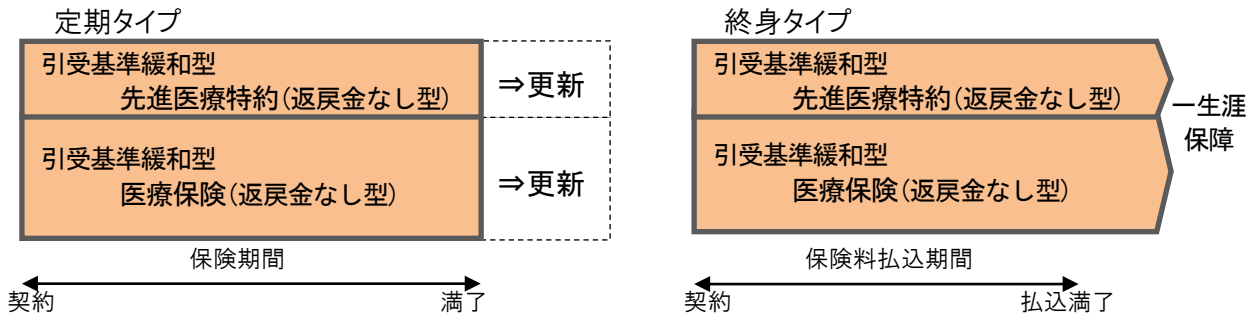 定期タイプ
引受基準緩和型
先進医療特約(返戻金なし型)
⇒更新
引受基準緩和型
医療保険(返戻金なし型)
⇒更新
保険期間
契約
満了
終身タイプ
引受基準緩和型
先進医療特約(返戻金なし型)
引受基準緩和型
医療保険(返戻金なし型)
一生涯
保障
保険料払込期間
契約
払込満了